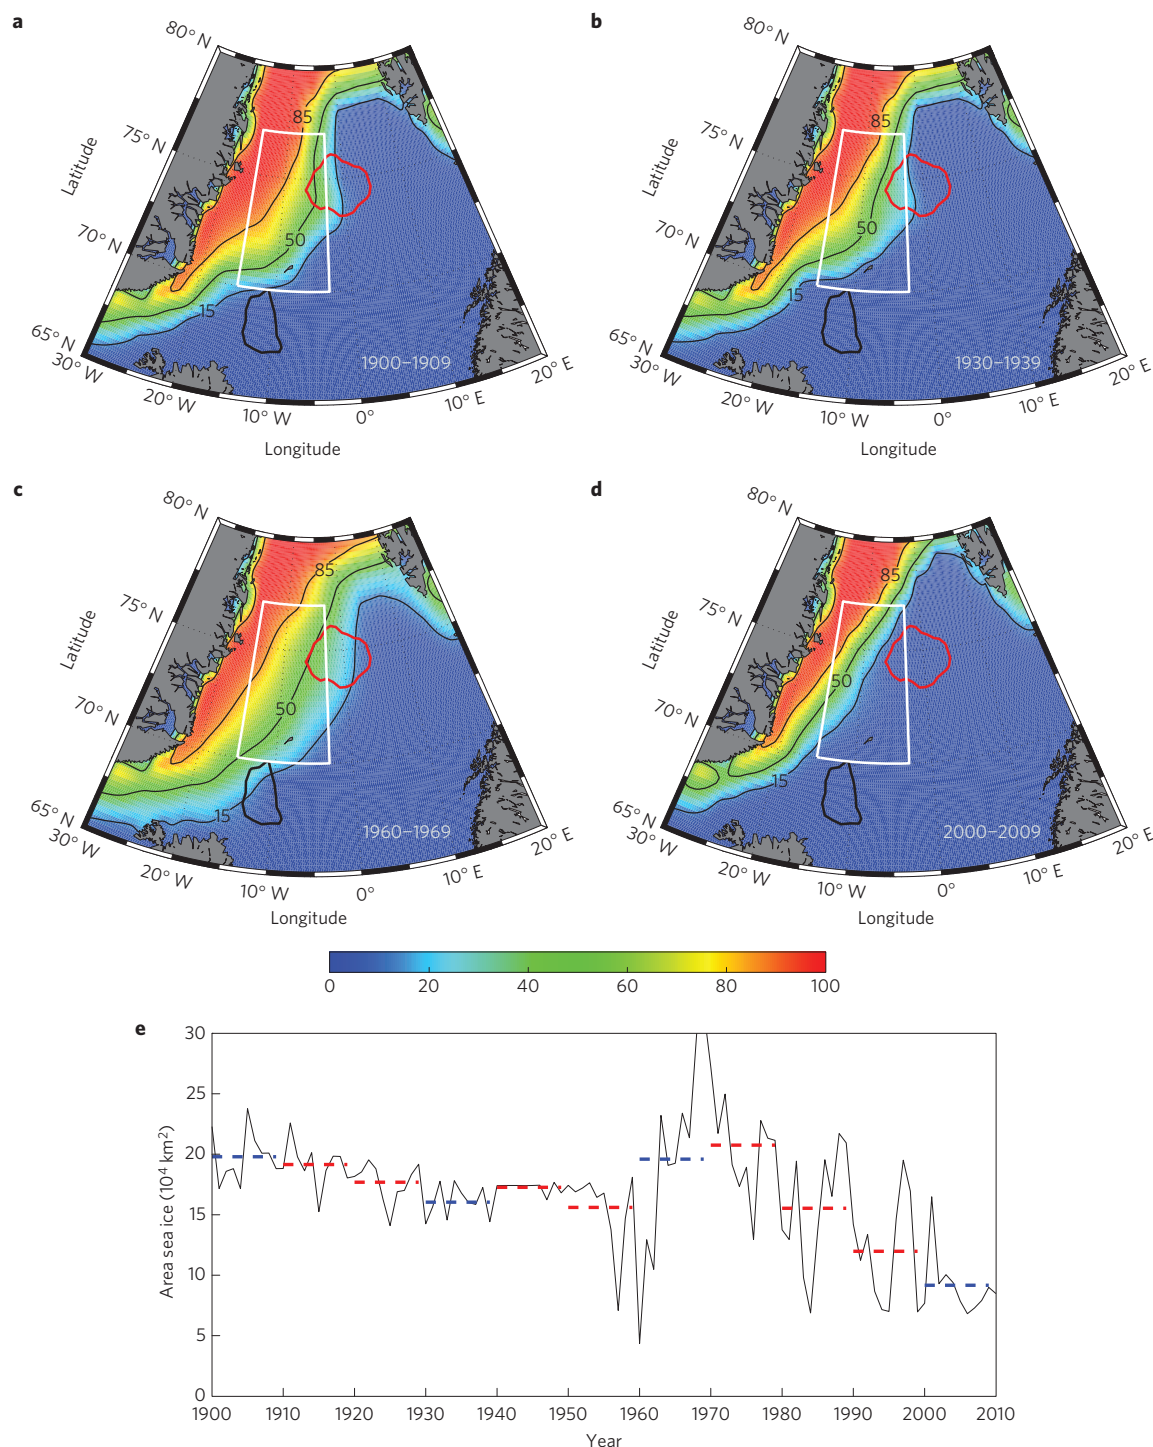 a
80° N
75° N
70° N
65° N
Latitude
85
50
15
1900–1909
30° W
20° W
10° W
0°
10° E
20° E
Longitude
b
80° N
75° N
70° N
65° N
Latitude
85
50
15
1930–1939
30° W
20° W
10° W
0°
10° E
20° E
Longitude
c
80° N
75° N
70° N
65° N
Latitude
85
50
15
1960–1969
30° W
20° W
10° W
0°
10° E
20° E
Longitude
d
80° N
75° N
70° N
65° N
Latitude
85
50
15
2000–2009
30° W
20° W
10° W
0°
10° E
20° E
Longitude
0 20 40 60 80 100
e
Area sea ice (10⁴ km²)
30
25
20
15
10
5
0
1900 1910 1920 1930 1940 1950 1960 1970 1980 1990 2000 2010
Year